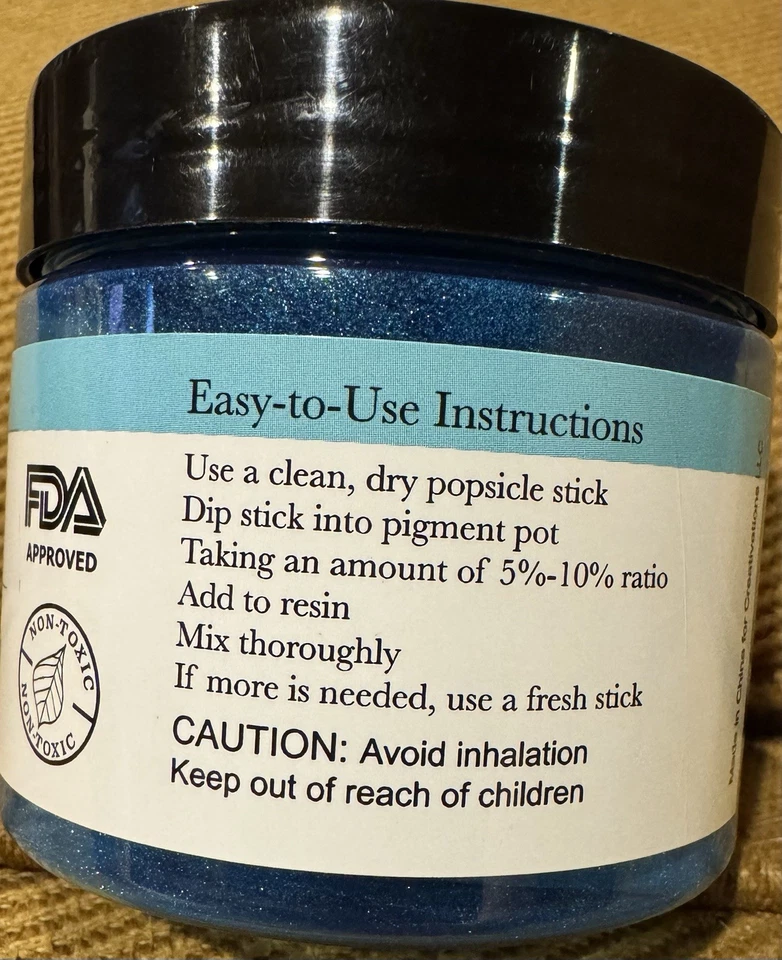 Easy-to-Use Instructions
FDA
APPROVED
NON-TOXIC
NON-TOXIC
Use a clean, dry popsicle stick
Dip stick into pigment pot
Taking an amount of 5%-10% ratio
Add to resin
Mix thoroughly
If more is needed, use a fresh stick
CAUTION: Avoid inhalation
Keep out of reach of children
Made in China for Creativations LLC